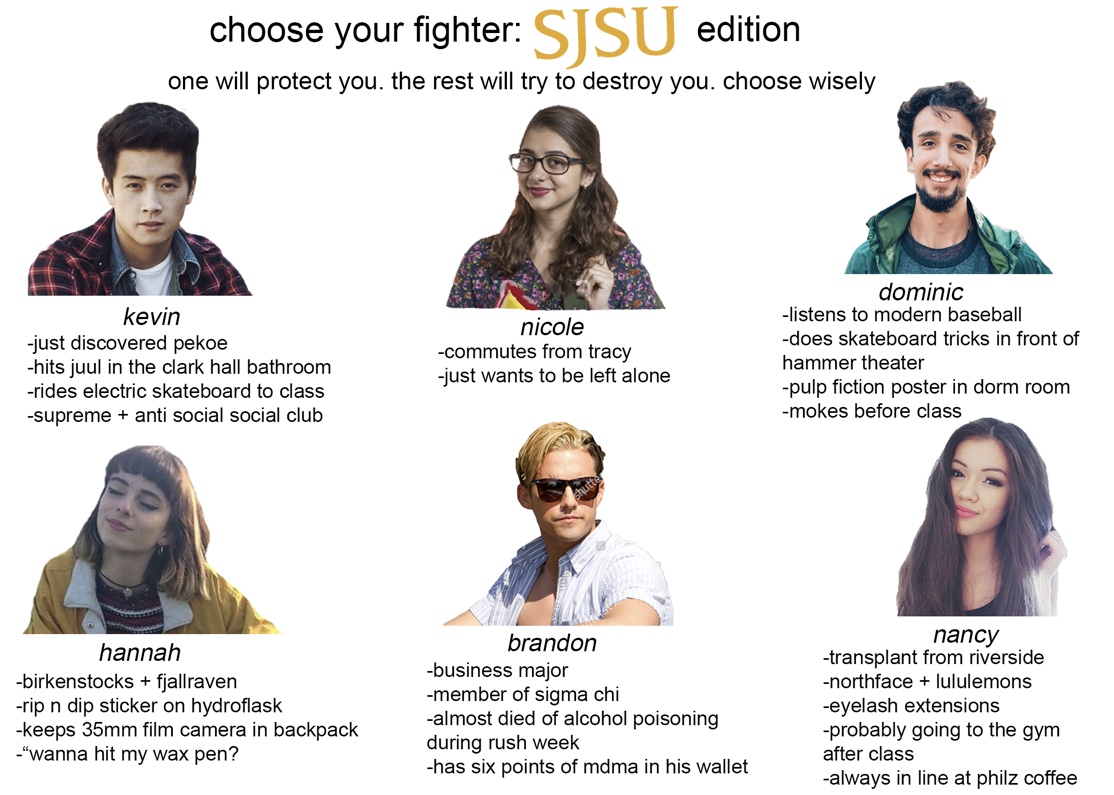 choose your fighter: SJSU edition
one will protect you. the rest will try to destroy you. choose wisely
kevin
-just discovered pekoe
-hits juul in the clark hall bathroom
-rides electric skateboard to class
-supreme + anti social social club
nicole
-commutes from tracy
-just wants to be left alone
dominic
-listens to modern baseball
-does skateboard tricks in front of
hammer theater
-pulp fiction poster in dorm room
-mokes before class
hannah
-birkenstocks + fjallraven
-rip n dip sticker on hydroflask
-keeps 35mm film camera in backpack
-“wanna hit my wax pen?
shutte
brandon
-business major
-member of sigma chi
-almost died of alcohol poisoning
during rush week
-has six points of mdma in his wallet
nancy
-transplant from riverside
-northface + lululemons
-eyelash extensions
-probably going to the gym
after class
-always in line at philz coffee